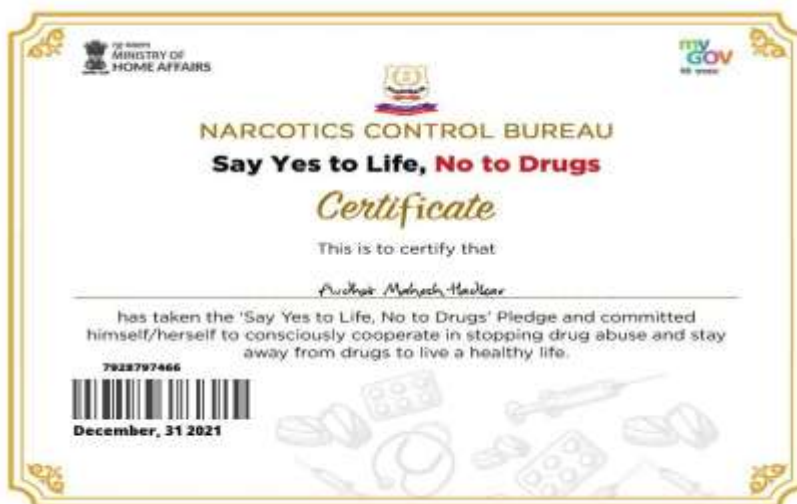 MINISTRY OF
HOME AFFAIRS
my
GOV
मेरी सरकार
NARCOTICS CONTROL BUREAU
Say Yes to Life, No to Drugs
Certificate
This is to certify that
Mahesh Hadkar
has taken the 'Say Yes to Life, No to Drugs' Pledge and committed
himself/herself to consciously cooperate in stopping drug abuse and stay
away from drugs to live a healthy life.
7928797466
December, 31 2021